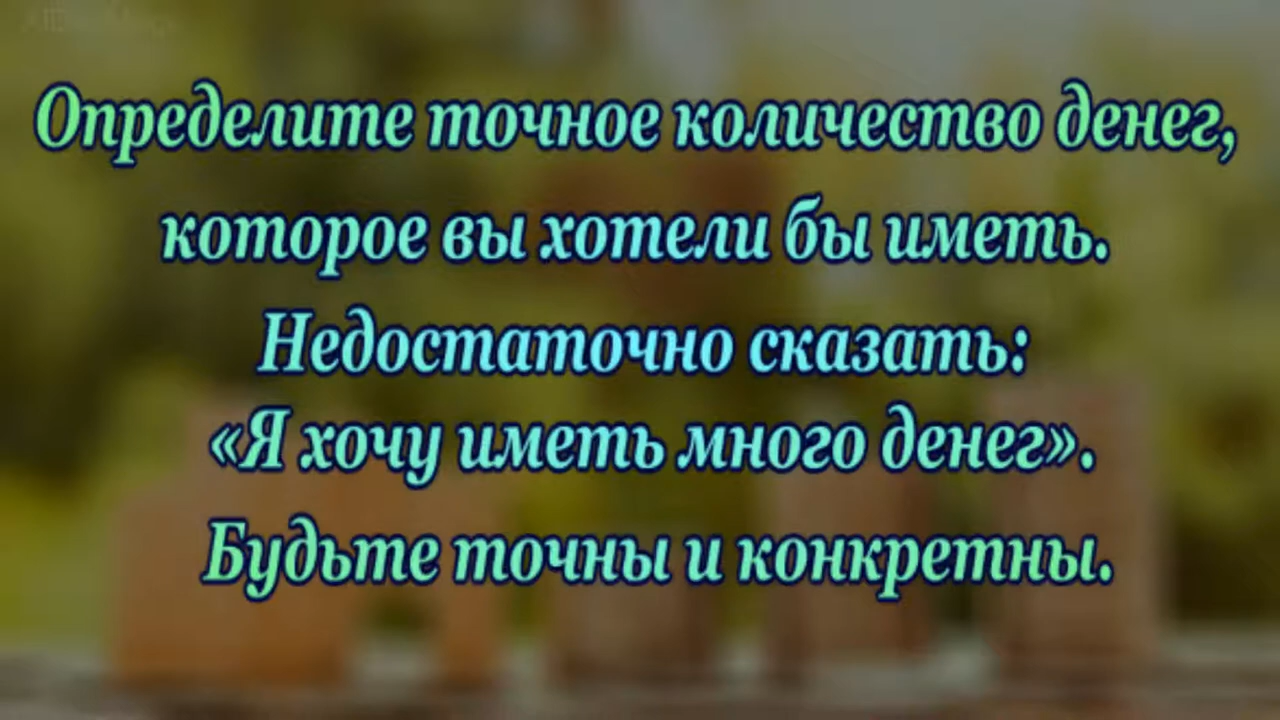 Определите точное количество денег,
которое вы хотели бы иметь.
Недостаточно сказать:
«Я хочу иметь много денег».
Будьте точны и конкретны.